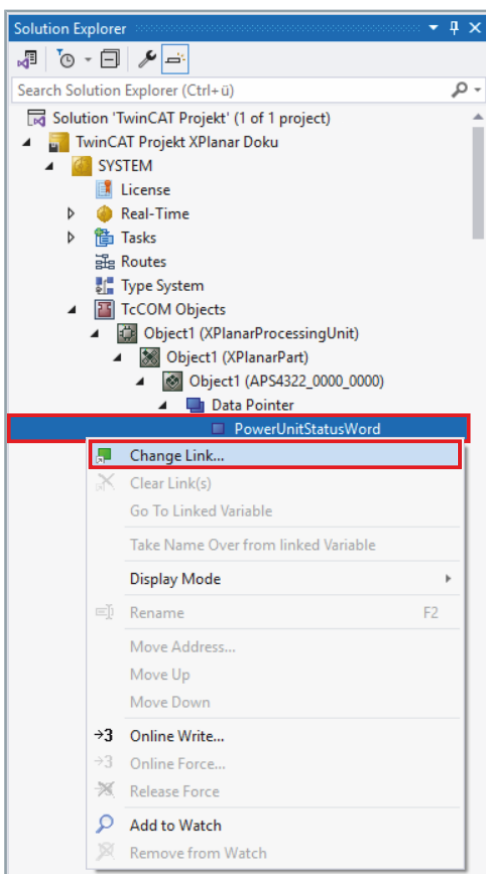 Solution Explorer
Search Solution Explorer (Ctrl+ü)
Solution 'TwinCAT Projekt' (1 of 1 project)
TwinCAT Projekt XPlanar Doku
SYSTEM
License
Real-Time
Tasks
Routes
Type System
TcCOM Objects
Object1 (XPlanarProcessingUnit)
Object1 (XPlanarPart)
Object1 (APS4322_0000_0000)
Data Pointer
PowerUnitStatusWord
Change Link...
Clear Link(s)
Go To Linked Variable
Take Name Over from linked Variable
Display Mode
Rename F2
Move Address...
Move Up
Move Down
→3 Online Write...
→3 Online Force...
Release Force
Add to Watch
Remove from Watch